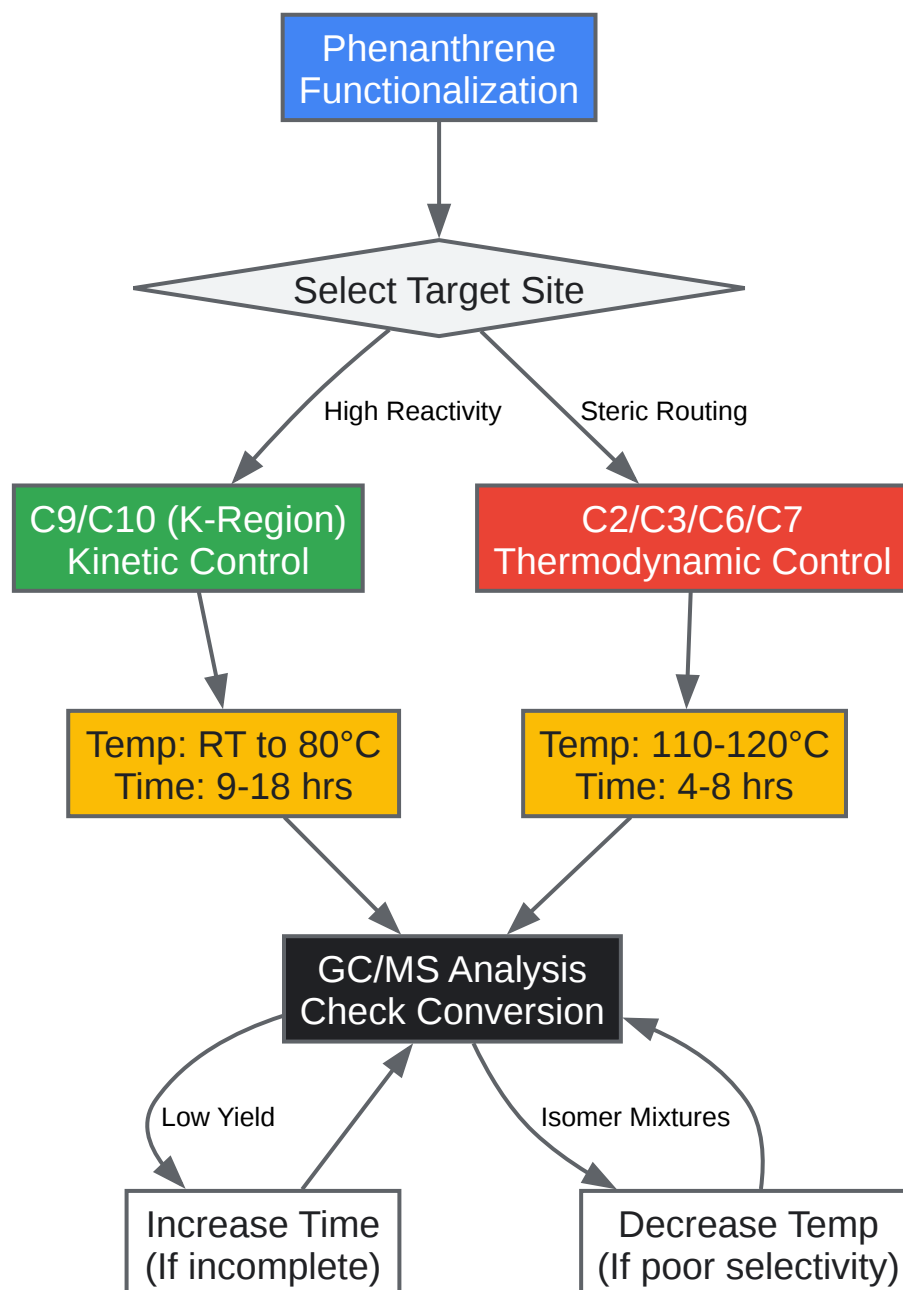 Phenanthrene
Functionalization
Select Target Site
High Reactivity
Steric Routing
C9/C10 (K-Region)
Kinetic Control
C2/C3/C6/C7
Thermodynamic Control
Temp: RT to 80°C
Time: 9-18 hrs
Temp: 110-120°C
Time: 4-8 hrs
GC/MS Analysis
Check Conversion
Low Yield
Isomer Mixtures
Increase Time
(If incomplete)
Decrease Temp
(If poor selectivity)